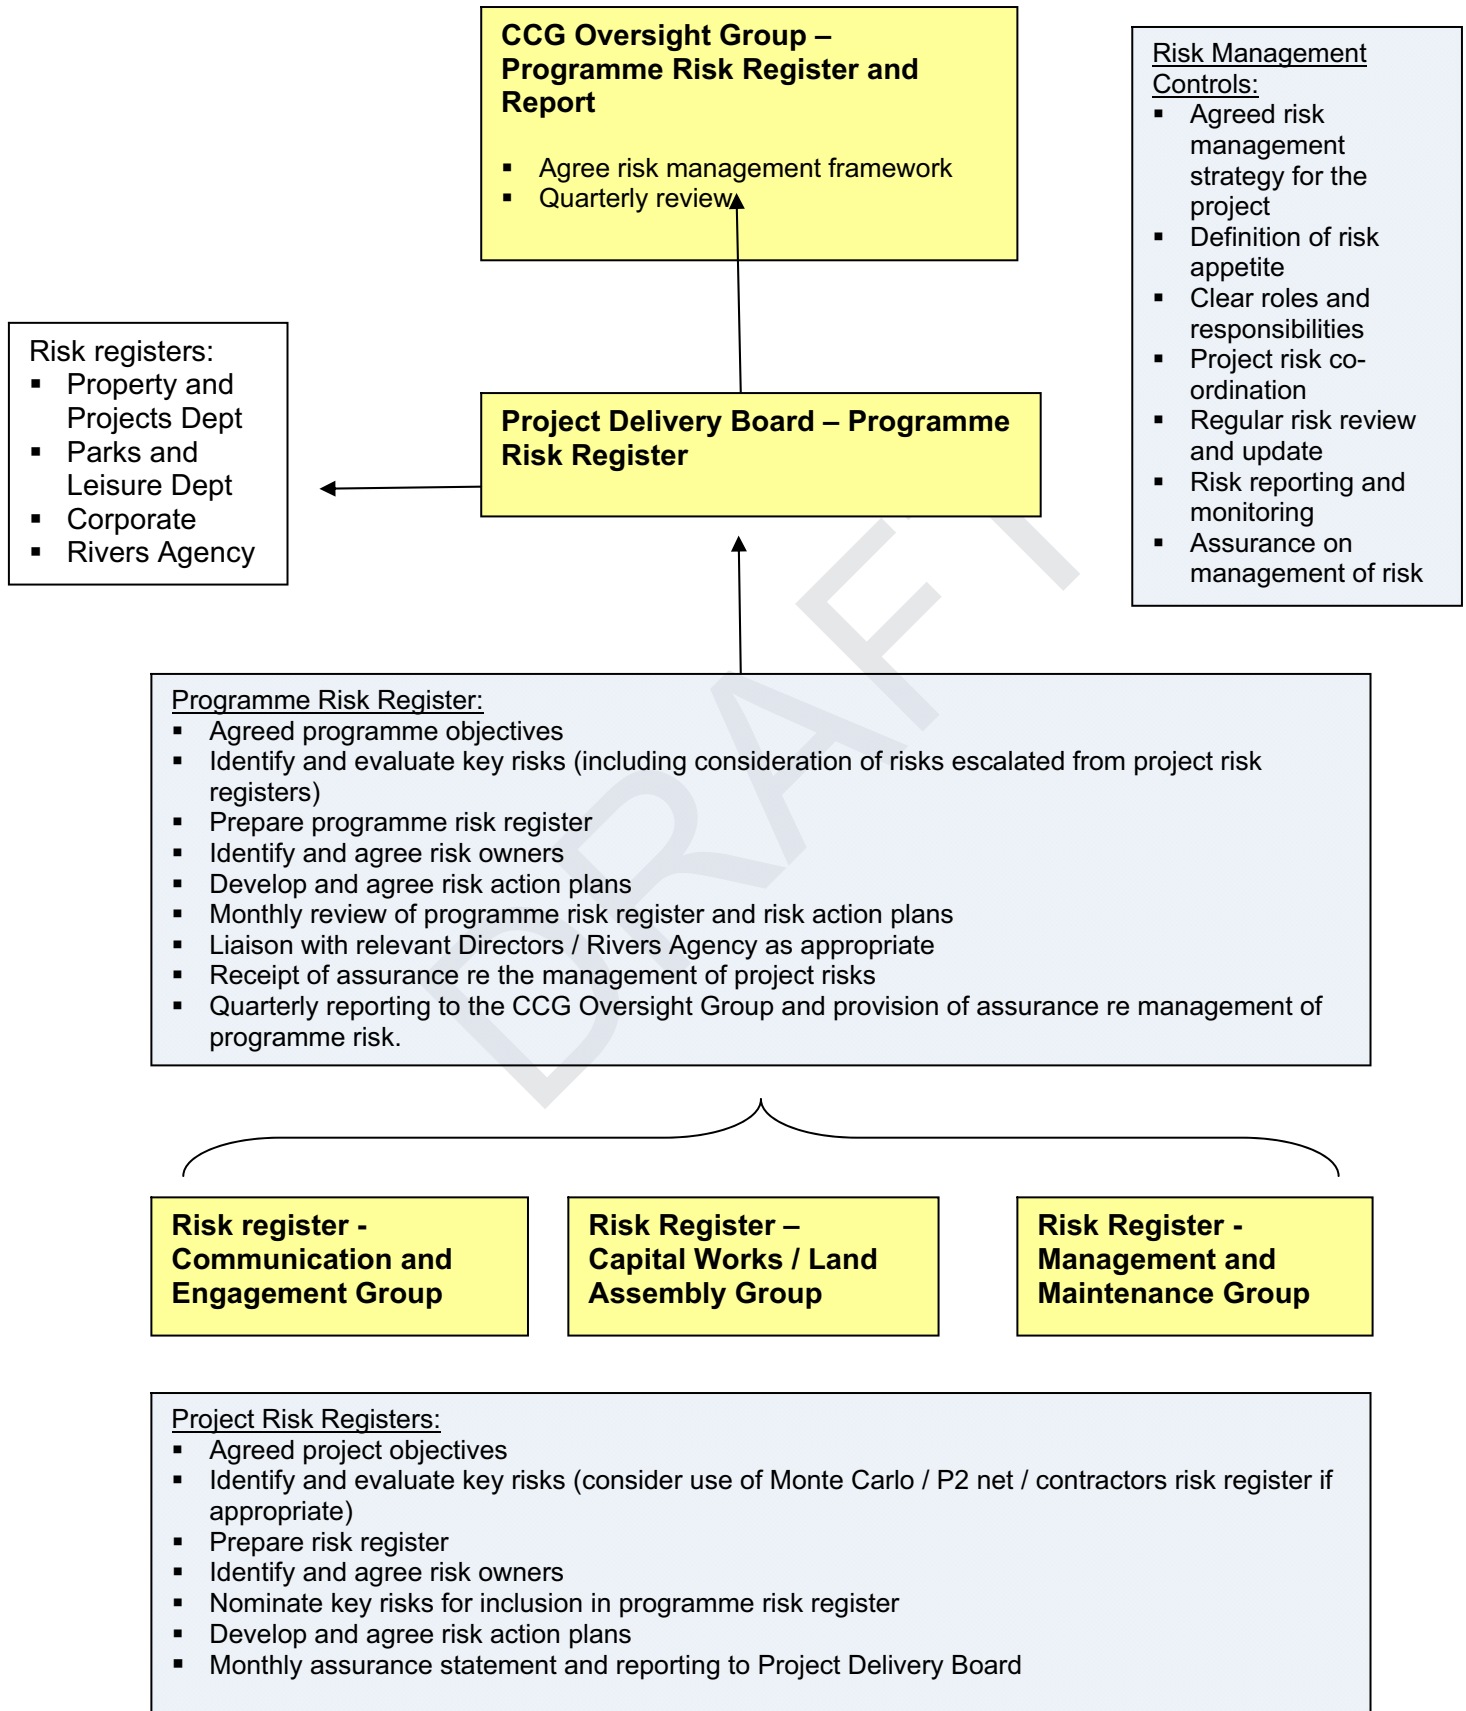 CCG Oversight Group –
Programme Risk Register and
Report
▪ Agree risk management framework
▪ Quarterly review
Risk Management
Controls:
▪ Agreed risk
management
strategy for the
project
▪ Definition of risk
appetite
▪ Clear roles and
responsibilities
▪ Project risk co-
ordination
▪ Regular risk review
and update
▪ Risk reporting and
monitoring
▪ Assurance on
management of risk
Risk registers:
▪ Property and
Projects Dept
▪ Parks and
Leisure Dept
▪ Corporate
▪ Rivers Agency
Project Delivery Board – Programme
Risk Register
DRAFT
Programme Risk Register:
▪ Agreed programme objectives
▪ Identify and evaluate key risks (including consideration of risks escalated from project risk
registers)
▪ Prepare programme risk register
▪ Identify and agree risk owners
▪ Develop and agree risk action plans
▪ Monthly review of programme risk register and risk action plans
▪ Liaison with relevant Directors / Rivers Agency as appropriate
▪ Receipt of assurance re the management of project risks
▪ Quarterly reporting to the CCG Oversight Group and provision of assurance re management of
programme risk.
Risk register -
Communication and
Engagement Group
Risk Register –
Capital Works / Land
Assembly Group
Risk Register -
Management and
Maintenance Group
Project Risk Registers:
▪ Agreed project objectives
▪ Identify and evaluate key risks (consider use of Monte Carlo / P2 net / contractors risk register if
appropriate)
▪ Prepare risk register
▪ Identify and agree risk owners
▪ Nominate key risks for inclusion in programme risk register
▪ Develop and agree risk action plans
▪ Monthly assurance statement and reporting to Project Delivery Board